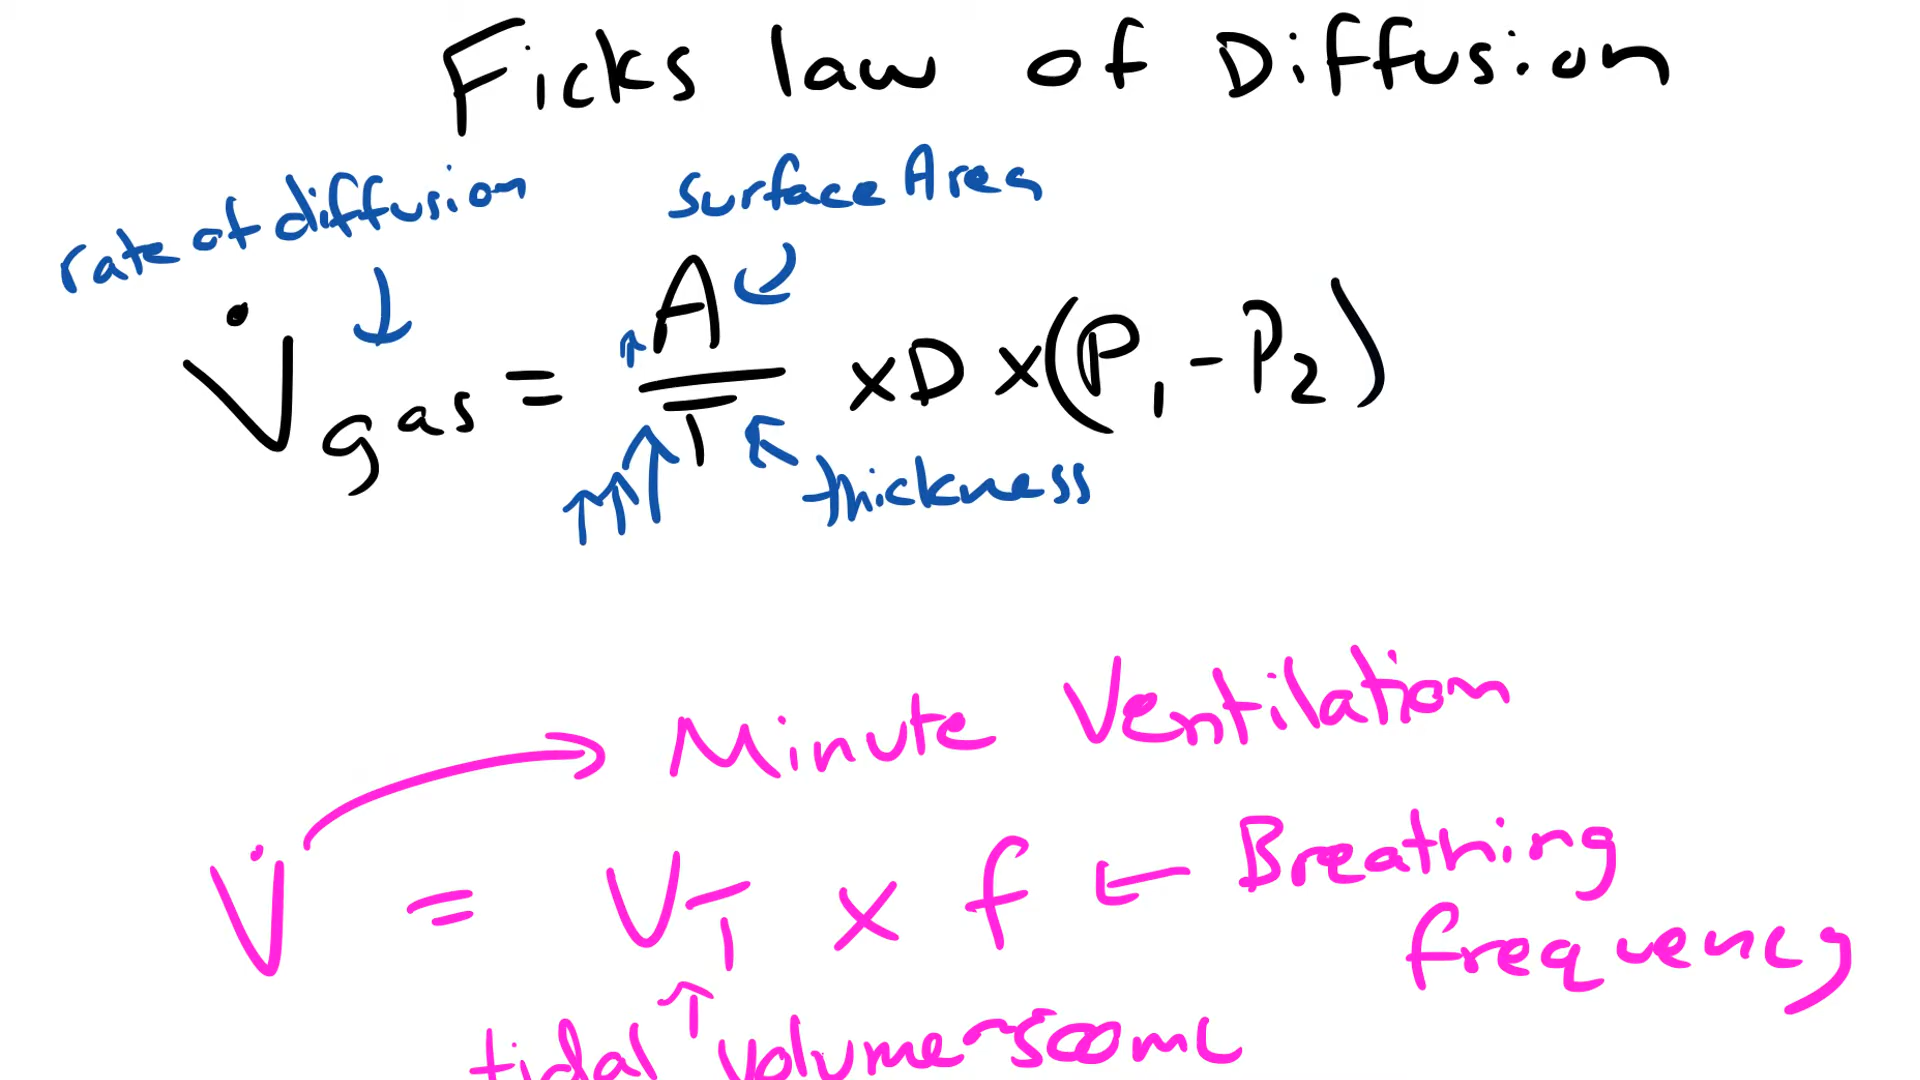 Ficks law of Diffusion
rate of diffusion
surface Area
V̇gas = A/T x D x (P1 - P2)
thickness
Minute Ventilation
V̇ = VT x f ← Breathing frequency
tidal volume ~500mL